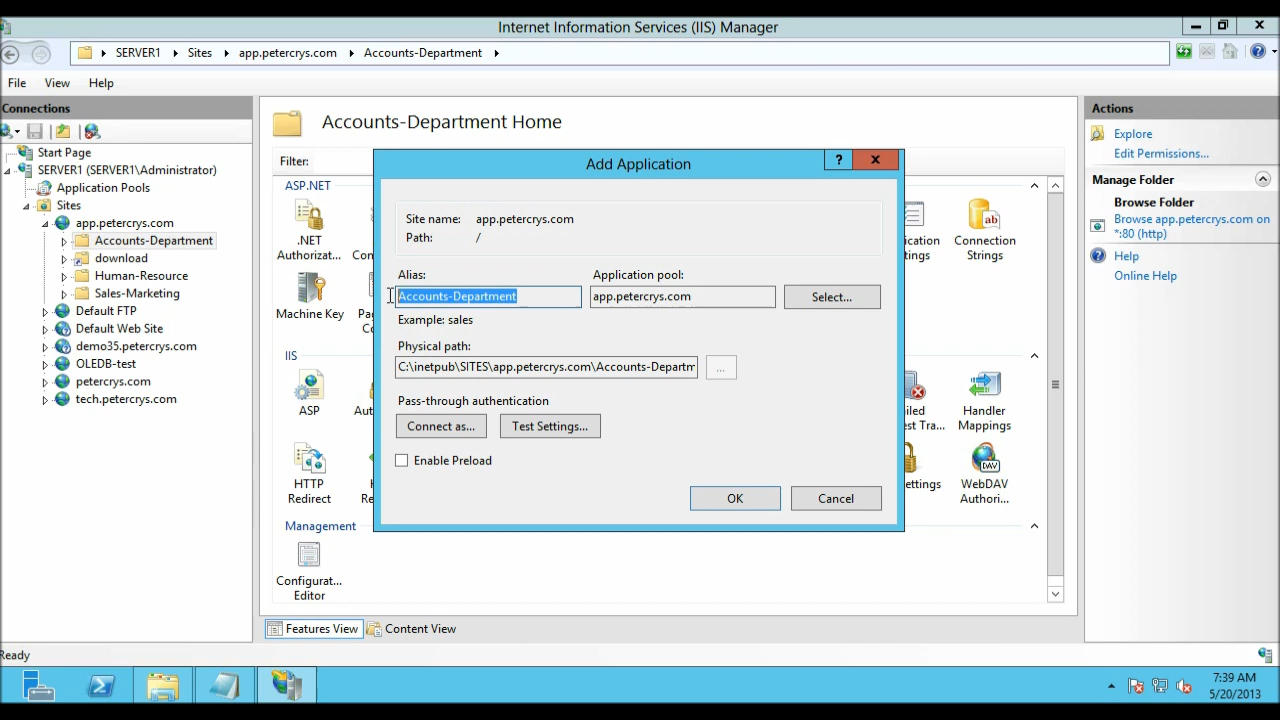 Internet Information Services (IIS) Manager
SERVER1 Sites app.petercrys.com Accounts-Department
File View Help
Connections
Start Page
SERVER1 (SERVER1\Administrator)
Application Pools
Sites
app.petercrys.com
Accounts-Department
download
Human-Resource
Sales-Marketing
Default FTP
Default Web Site
demo35.petercrys.com
OLEDB-test
petercrys.com
tech.petercrys.com
Accounts-Department Home
Filter:
ASP.NET
.NET
Authorizat...
Connection
Strings
Machine Key
IIS
ASP
Handler
Mappings
HTTP
Redirect
WebDAV
Authori...
Management
Configurat...
Editor
Features View Content View
Add Application
?
Site name: app.petercrys.com
Path: /
Alias: Application pool:
Accounts-Department app.petercrys.com Select...
Example: sales
Physical path:
C:\inetpub\SITES\app.petercrys.com\Accounts-Departm ...
Pass-through authentication
Connect as... Test Settings...
Enable Preload
OK Cancel
Actions
Explore
Edit Permissions...
Manage Folder
Browse Folder
Browse app.petercrys.com on
*:80 (http)
Help
Online Help
Ready
7:39 AM
5/20/2013